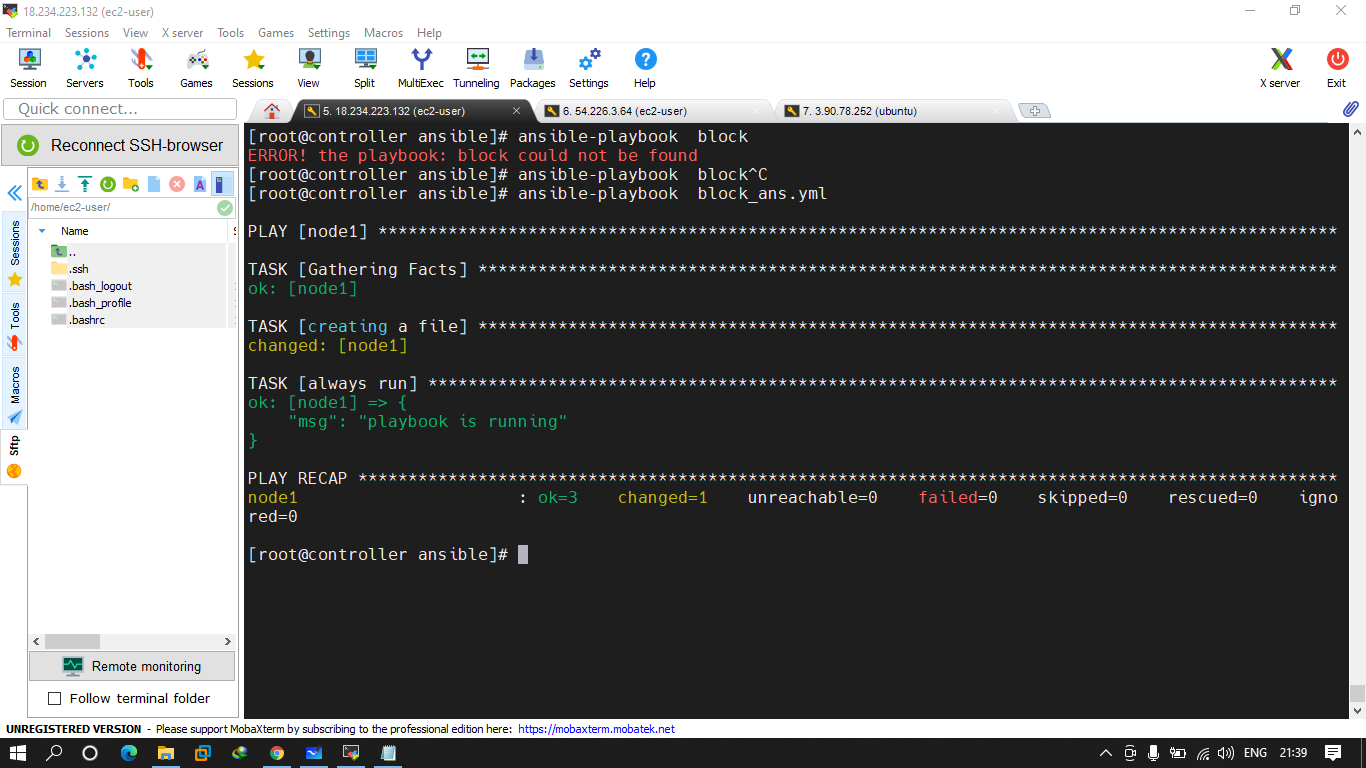 18.234.223.132 (ec2-user)
Terminal Sessions View X server Tools Games Settings Macros Help
Session Servers Tools Games Sessions View Split MultiExec Tunneling Packages Settings Help X server Exit
Quick connect...
5. 18.234.223.132 (ec2-user)
6. 54.226.3.64 (ec2-user)
7. 3.90.78.252 (ubuntu)
Reconnect SSH-browser
/home/ec2-user/
Name
..
.ssh
.bash_logout
.bash_profile
.bashrc
Sessions
Tools
Macros
Sftp
Remote monitoring
Follow terminal folder
[root@controller ansible]# ansible-playbook  block
ERROR! the playbook: block could not be found
[root@controller ansible]# ansible-playbook  block^C
[root@controller ansible]# ansible-playbook  block_ans.yml
PLAY [node1] *************************************************************************************************
TASK [Gathering Facts] **************************************************************************************
ok: [node1]
TASK [creating a file] **************************************************************************************
changed: [node1]
TASK [always run] *******************************************************************************************
ok: [node1] => {
    "msg": "playbook is running"
}
PLAY RECAP **************************************************************************************************
node1                      : ok=3    changed=1    unreachable=0    failed=0    skipped=0    rescued=0    igno
red=0
[root@controller ansible]#
UNREGISTERED VERSION - Please support MobaXterm by subscribing to the professional edition here: https://mobaxterm.mobatek.net
ENG 21:39